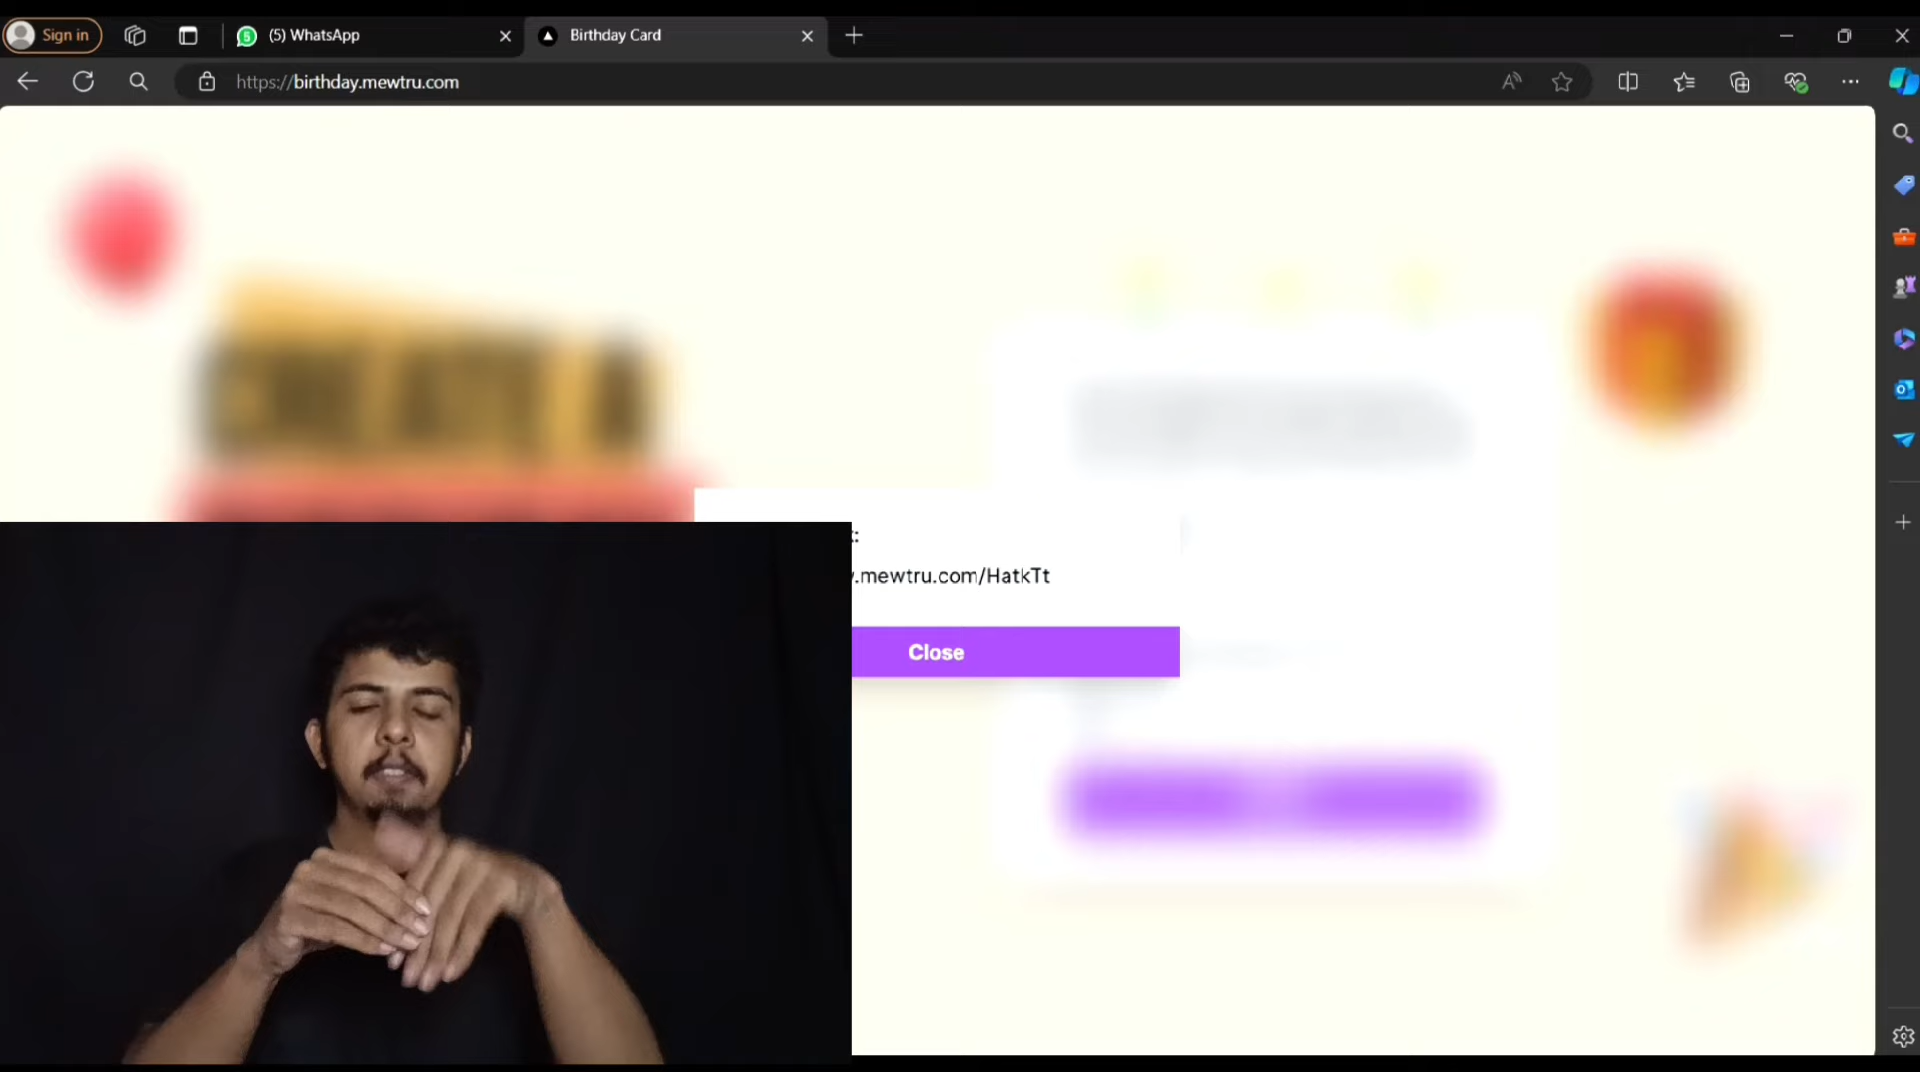 Sign in
(5) WhatsApp
Birthday Card
https://birthday.mewtru.com
.mewtru.com/HatkTt
Close